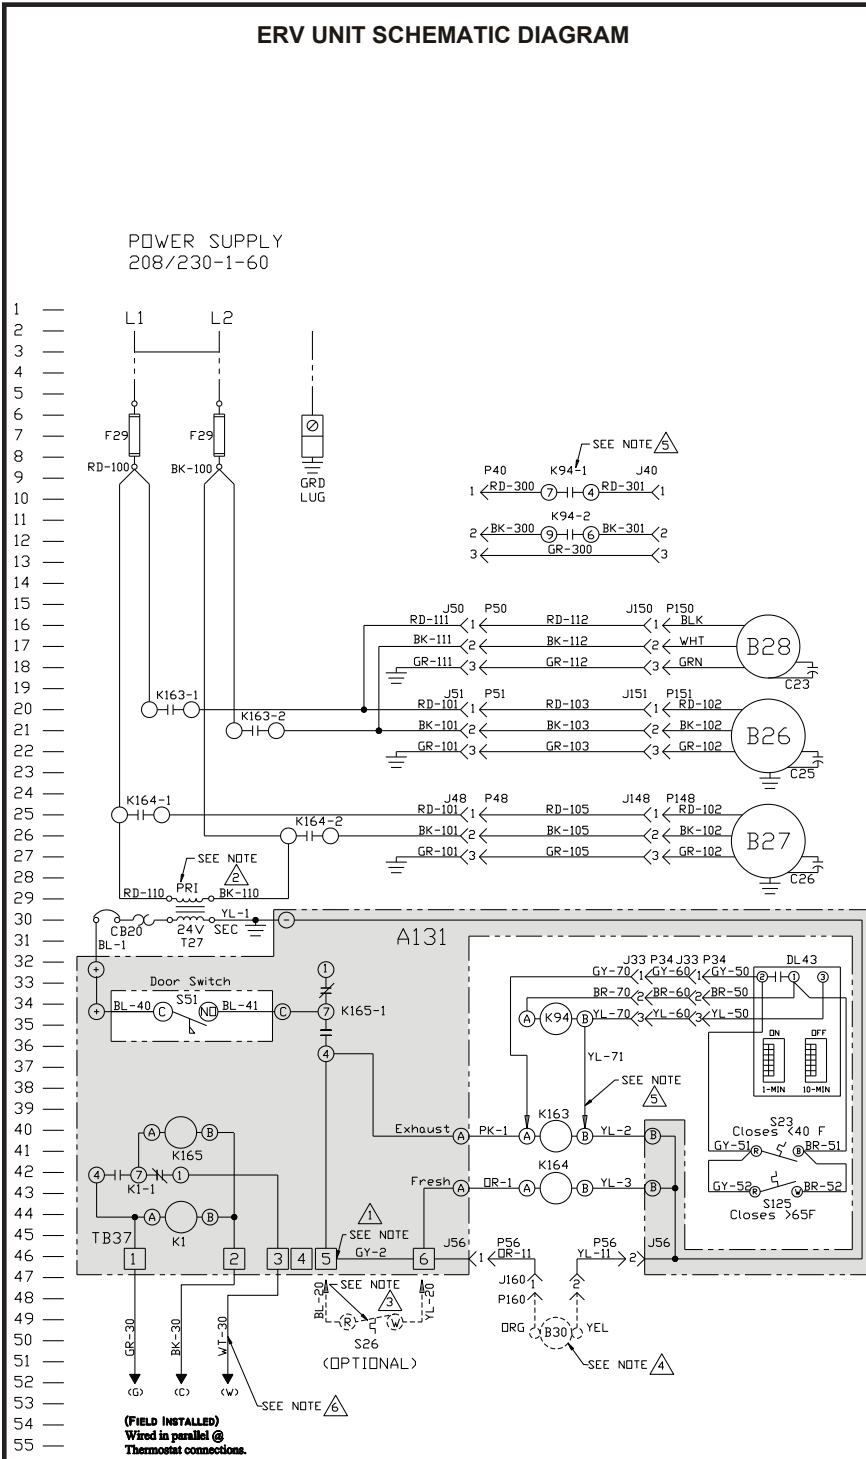 ERV UNIT SCHEMATIC DIAGRAM
POWER SUPPLY
208/230-1-60
1
L1 L2
2
3
4
5
6
7 F29 F29
8 SEE NOTE 5
RD-100 BK-100 P40 K94-1 J40
9 GRD
1 RD-300 7 4 RD-301 1
10 LUG
11 K94-2
2 BK-300 9 6 BK-301 2
12
GR-300
13 3 3
14
15 J50 P50 J150 P150
16 RD-111 1 RD-112 1 BLK
17 BK-111 2 BK-112 2 WHT B28
18 GR-111 3 GR-112 3 GRN
19 K163-1 J51 P51 J151 P151 C23
20 RD-101 1 RD-103 1 RD-102
K163-2
21 BK-101 2 BK-103 2 BK-102 B26
22 GR-101 3 GR-103 3 GR-102
23 C25
24 K164-1 J48 P48 J148 P148
25 RD-101 1 RD-105 1 RD-102
K164-2
26 BK-101 2 BK-105 2 BK-102 B27
27 GR-101 3 GR-105 3 GR-102
SEE NOTE 2
28 C26
PRI
29 RD-110 BK-110
YL-1
30 -
CB20 24V SEC
31 BL-1 T27 A131
32 J33 P34 J33 P34 DL43
33 + Door Switch 1 GY-70 1 GY-60 1 GY-50 2 1 3
S51
34 BR-70 2 BR-60 2 BR-50
+ BL-40 C NO BL-41 C 7 K165-1
35 A K94 B YL-70 3 YL-60 3 YL-50
ON OFF
36 4
YL-71
37 1-MIN 10-MIN
38 SEE NOTE 5
39
K163 S23
40 Exhaust A PK-1 A B YL-2 B Closes <40 F
A B
41 K165 GY-51 R B BR-51
42 4 7 1 K164
K1-1
43 Fresh A OR-1 A B YL-3 B GY-52 R W BR-52
S125
44 A B 1 Closes >65F
45 TB37 K1 SEE NOTE
GY-2 J56 P56 P56 J56
46 1 2 3 4 5 6 1 OR-11 YL-11 2
47
SEE NOTE 3 J160 1 2
48 BL-20 YL-20
P160
49 R W
GR-30 BK-30 WT-30 ORG B30 YEL
50 S26
51 (OPTIONAL) SEE NOTE 4
52 (G) (C) (W)
53 SEE NOTE 6
54 (FIELD INSTALLED)
Wired in parallel @
55 Thermostat connections.